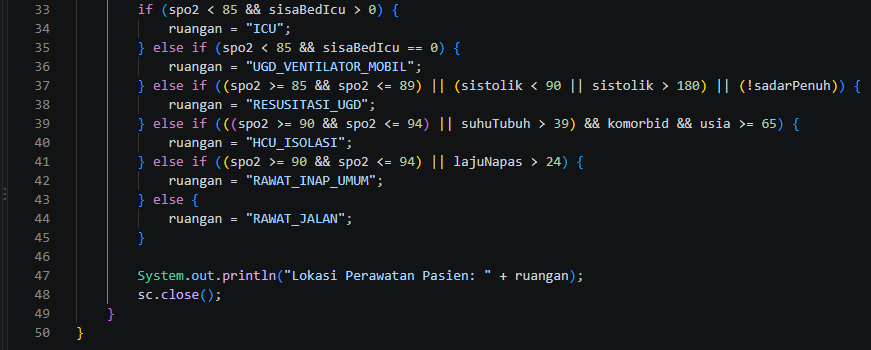 33 if (spo2 < 85 && sisaBedIcu > 0) {
34 ruangan = "ICU";
35 } else if (spo2 < 85 && sisaBedIcu == 0) {
36 ruangan = "UGD_VENTILATOR_MOBIL";
37 } else if ((spo2 >= 85 && spo2 <= 89) || (sistolik < 90 || sistolik > 180) || (!sadarPenuh)) {
38 ruangan = "RESUSITASI_UGD";
39 } else if (((spo2 >= 90 && spo2 <= 94) || suhuTubuh > 39) && komorbid && usia >= 65) {
40 ruangan = "HCU_ISOLASI";
41 } else if ((spo2 >= 90 && spo2 <= 94) || lajuNapas > 24) {
42 ruangan = "RAWAT_INAP_UMUM";
43 } else {
44 ruangan = "RAWAT_JALAN";
45 }
46
47 System.out.println("Lokasi Perawatan Pasien: " + ruangan);
48 sc.close();
49 }
50 }